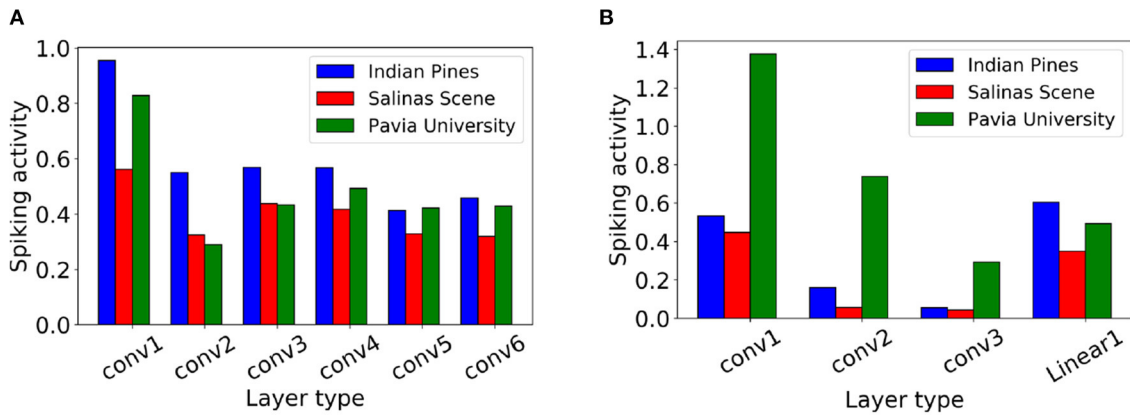 A
1.0
0.8
0.6
0.4
0.2
0.0
Spiking activity
Indian Pines
Salinas Scene
Pavia University
conv1 conv2 conv3 conv4 conv5 conv6
Layer type
B
1.4
1.2
1.0
0.8
0.6
0.4
0.2
0.0
Spiking activity
Indian Pines
Salinas Scene
Pavia University
conv1 conv2 conv3 Linear1
Layer type